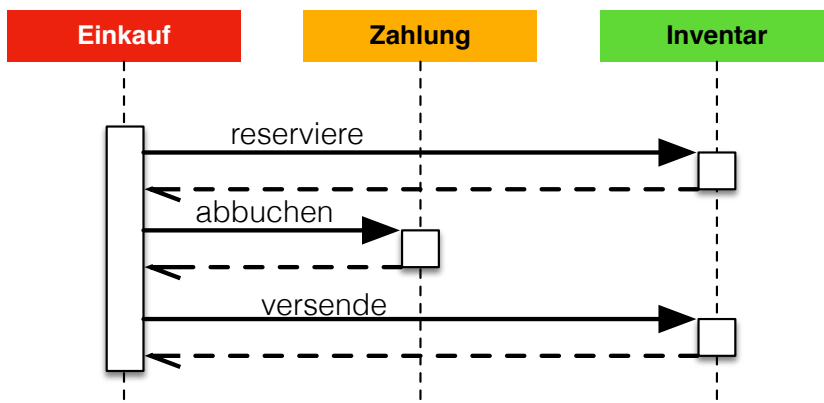 Einkauf
Zahlung
Inventar
reserviere
abbuchen
versende